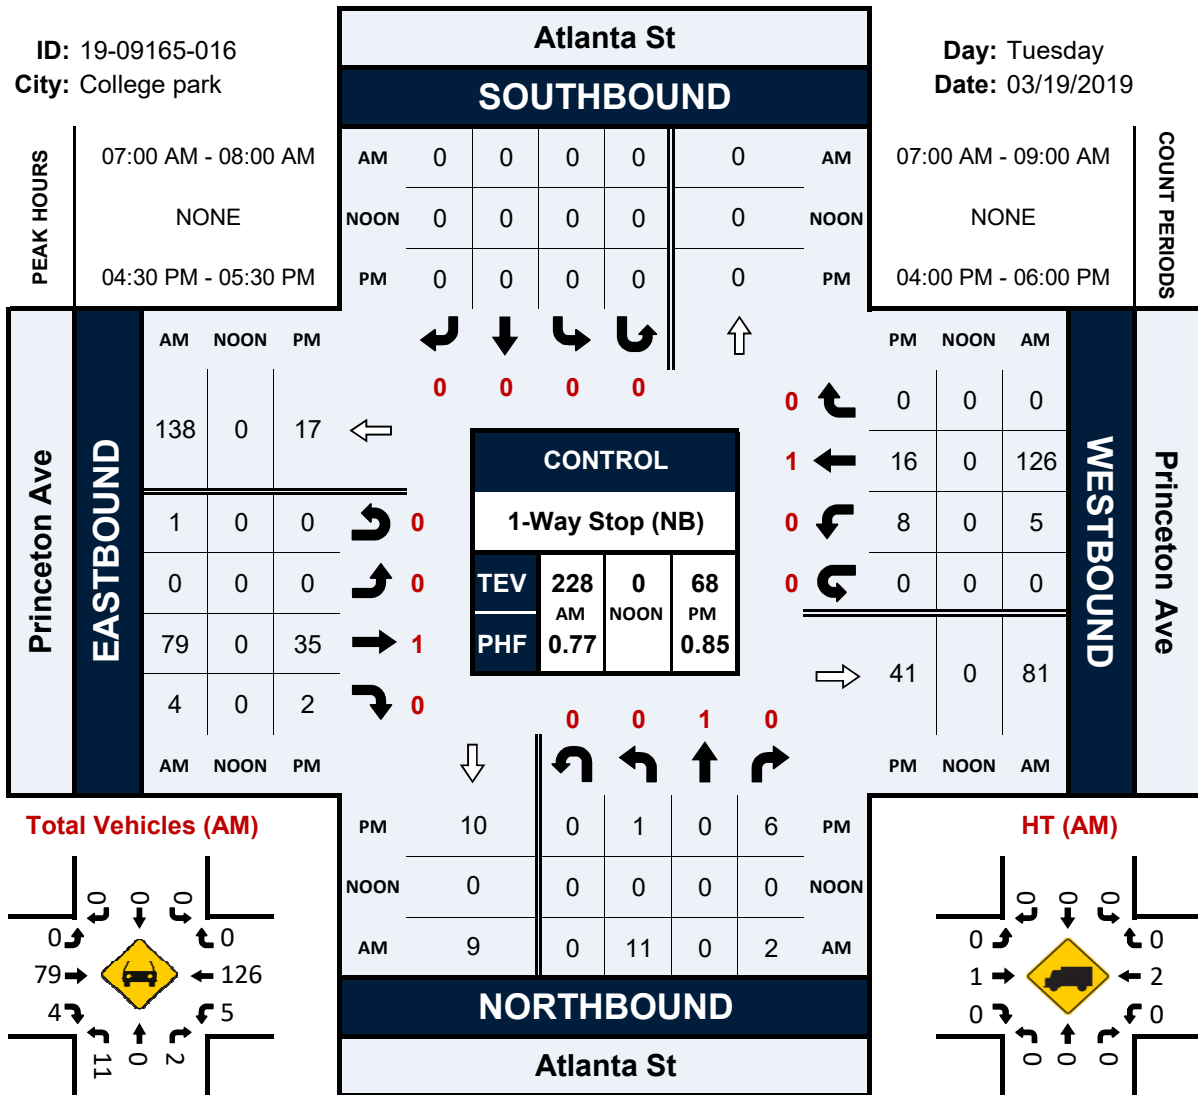 Atlanta St
ID: 19-09165-016
Day: Tuesday
City: College park
Date: 03/19/2019
SOUTHBOUND
PEAK HOURS
07:00 AM - 08:00 AM
AM 0 0 0 0 0 AM
07:00 AM - 09:00 AM
COUNT PERIODS
NONE
NOON 0 0 0 0 0 NOON
NONE
04:30 PM - 05:30 PM
PM 0 0 0 0 0 PM
04:00 PM - 06:00 PM
Princeton Ave
EASTBOUND
AM NOON PM
PM NOON AM
0 0 0 0
138 0 17
0 0 0 0
1 16 0 126
1 0 0 0
0 8 0 5
0 0 0 0
0 0 0 0
79 0 35 1
4 0 2 0
41 0 81
AM NOON PM
PM NOON AM
WESTBOUND
Princeton Ave
CONTROL
1-Way Stop (NB)
TEV 228 0 68
AM NOON PM
PHF 0.77 0.85
0 0 1 0
PM 10 0 1 0 6 PM
NOON 0 0 0 0 0 NOON
AM 9 0 11 0 2 AM
NORTHBOUND
Atlanta St
Total Vehicles (AM)
0 0 0
0 0
79 126
4 5
11 0 2
HT (AM)
0 0 0
0 0
1 2
0 0
0 0 0